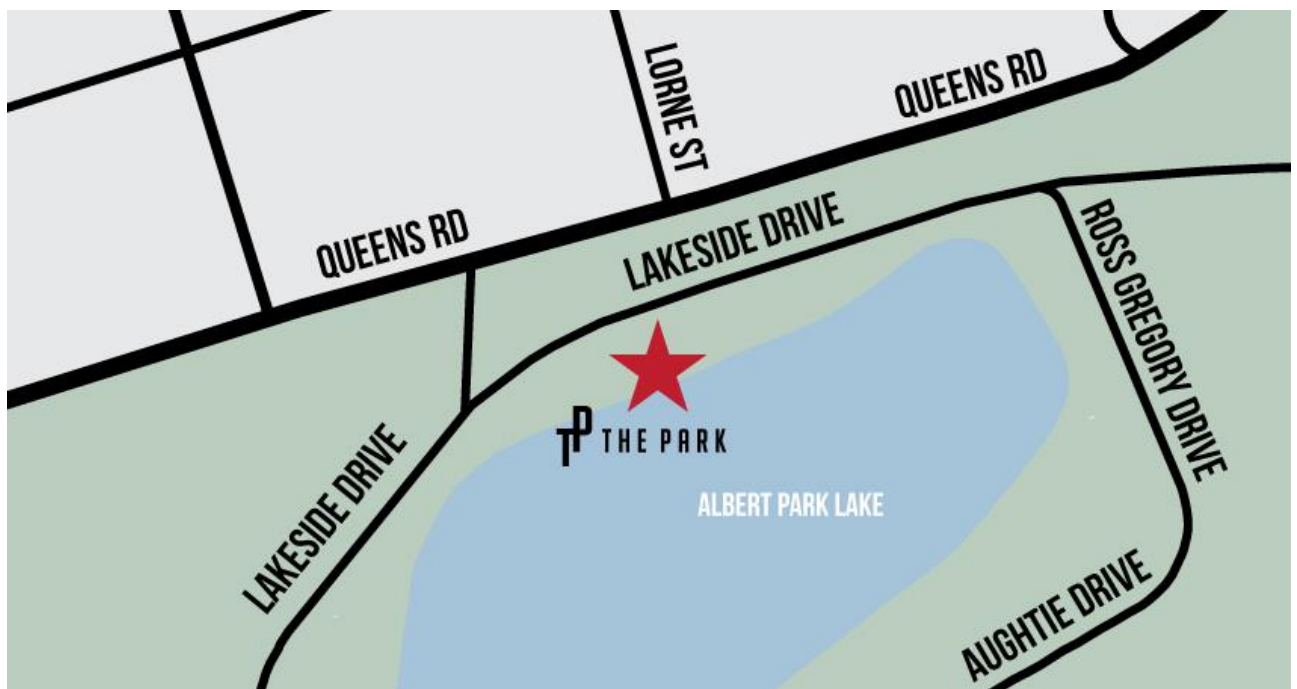 LORNE ST
QUEENS RD
QUEENS RD
LAKESIDE DRIVE
ROSS GREGORY DRIVE
TP THE PARK
LAKESIDE DRIVE
ALBERT PARK LAKE
AUGHTIE DRIVE